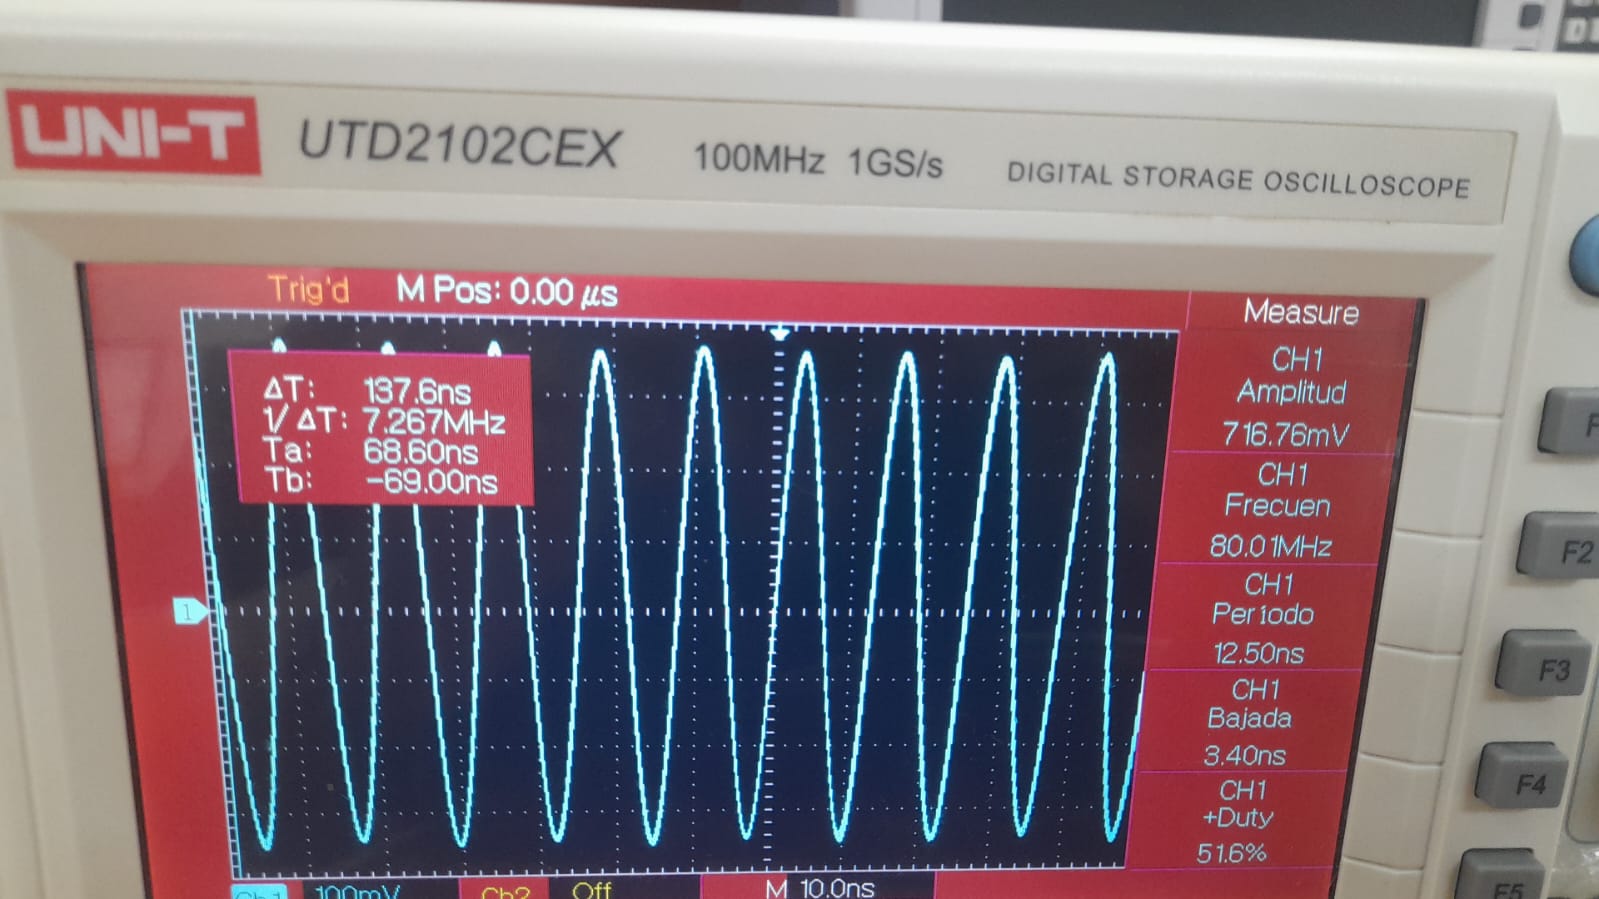 UNI-T
UTD2102CEX
100MHz 1GS/s
DIGITAL STORAGE OSCILLOSCOPE
Trig'd
M Pos: 0.00 µs
Measure
ΔT: 137.6ns
1/ΔT: 7.267MHz
Ta: 68.60ns
Tb: -69.00ns
1
CH1
Amplitud
716.76mV
CH1
Frecuen
80.01MHz
CH1
Período
12.50ns
CH1
Bajada
3.40ns
CH1
+Duty
51.6%
F2
F3
F4
F5
Ch1 100mV
Ch2 Off
M 10.0ns